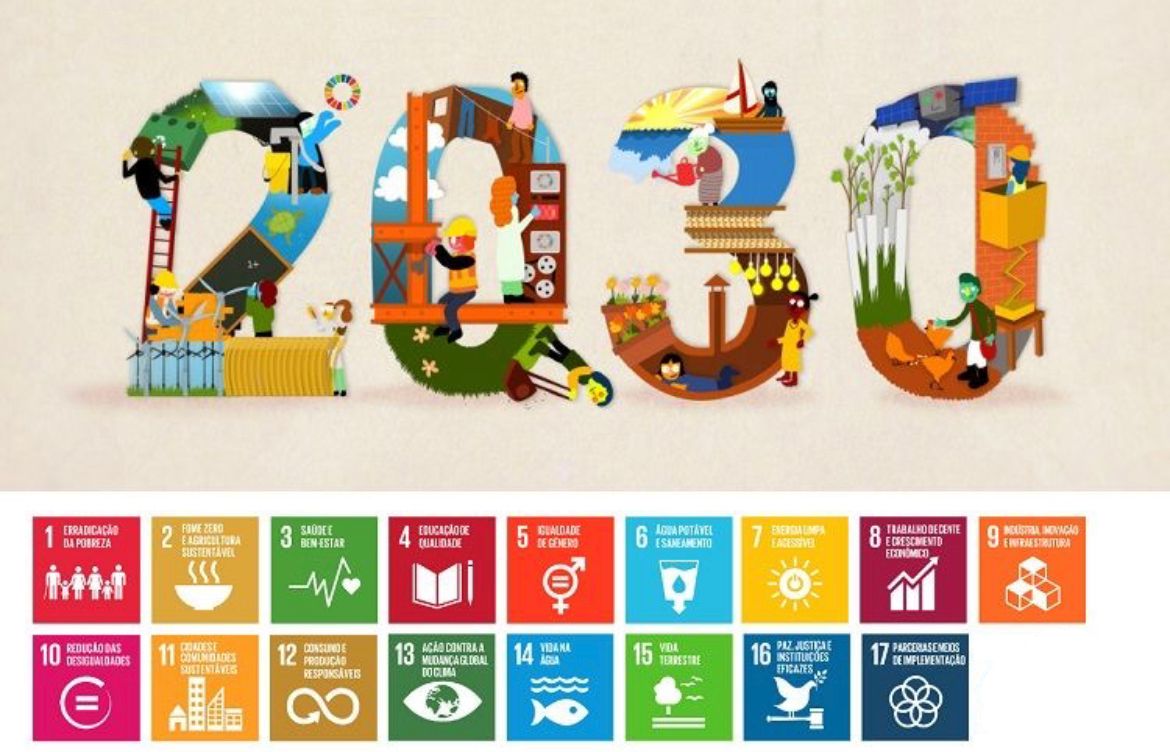 2030
1+
1 ERRADICAÇÃO
DA POBREZA
2 FOME ZERO
E AGRICULTURA
SUSTENTÁVEL
3 SAÚDE E
BEM-ESTAR
4 EDUCAÇÃO DE
QUALIDADE
5 IGUALDADE
DE GÊNERO
6 ÁGUA POTÁVEL
E SANEAMENTO
7 ENERGIA LIMPA
E ACESSÍVEL
8 TRABALHO DECENTE
E CRESCIMENTO
ECONÔMICO
9 INDÚSTRIA, INOVAÇÃO
E INFRAESTRUTURA
10 REDUÇÃO DAS
DESIGUALDADES
11 CIDADES E
COMUNIDADES
SUSTENTÁVEIS
12 CONSUMO E
PRODUÇÃO
RESPONSÁVEIS
13 AÇÃO CONTRA A
MUDANÇA GLOBAL
DO CLIMA
14 VIDA NA
ÁGUA
15 VIDA
TERRESTRE
16 PAZ, JUSTIÇA E
INSTITUIÇÕES
EFICAZES
17 PARCERIAS E MEIOS
DE IMPLEMENTAÇÃO